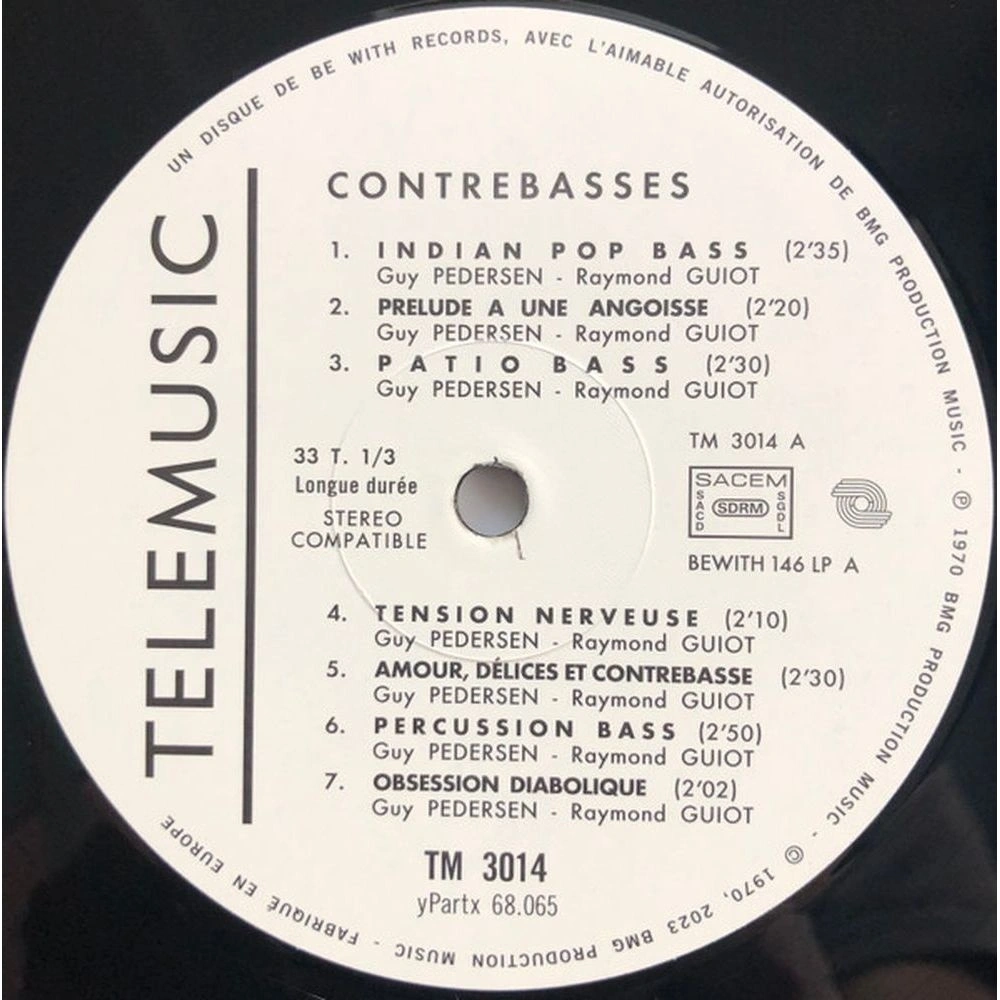 UN DISQUE DE BE WITH RECORDS, AVEC L'AIMABLE AUTORISATION DE BMG PRODUCTION MUSIC - ℗ 1970 BMG PRODUCTION MUSIC - © 1970, 2023 BMG PRODUCTION MUSIC - FABRIQUÉ EN EUROPE
TELEMUSIC
CONTREBASSES
1. INDIAN POP BASS (2'35)
Guy PEDERSEN - Raymond GUIOT
2. PRELUDE A UNE ANGOISSE (2'20)
Guy PEDERSEN - Raymond GUIOT
3. PATIO BASS (2'30)
Guy PEDERSEN - Raymond GUIOT
33 T. 1/3
Longue durée
STEREO
COMPATIBLE
TM 3014 A
SACEM
SACD
SDRM
SGDL
BEWITH 146 LP A
4. TENSION NERVEUSE (2'10)
Guy PEDERSEN - Raymond GUIOT
5. AMOUR, DÉLICES ET CONTREBASSE (2'30)
Guy PEDERSEN - Raymond GUIOT
6. PERCUSSION BASS (2'50)
Guy PEDERSEN - Raymond GUIOT
7. OBSESSION DIABOLIQUE (2'02)
Guy PEDERSEN - Raymond GUIOT
TM 3014
yPartx 68.065